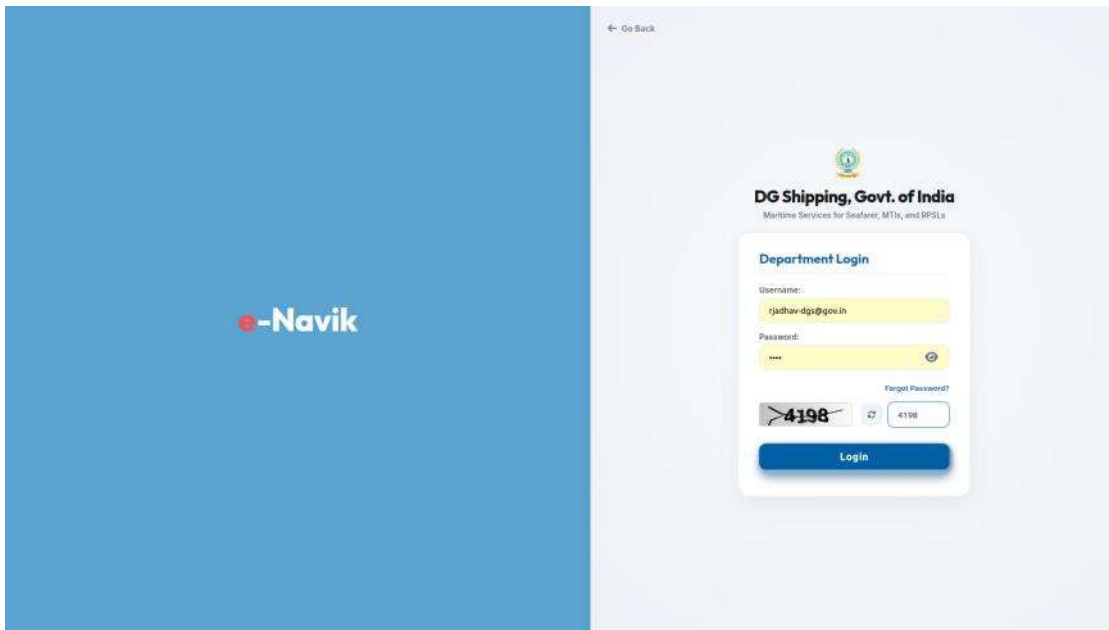 ← Go Back
DG Shipping, Govt. of India
Maritime Services for Seafarer, MTIs, and RPSLs
Department Login
Username:
rjadhav-dgs@gov.in
Password:
••••
Forgot Password?
4198
4198
Login
e-Navik